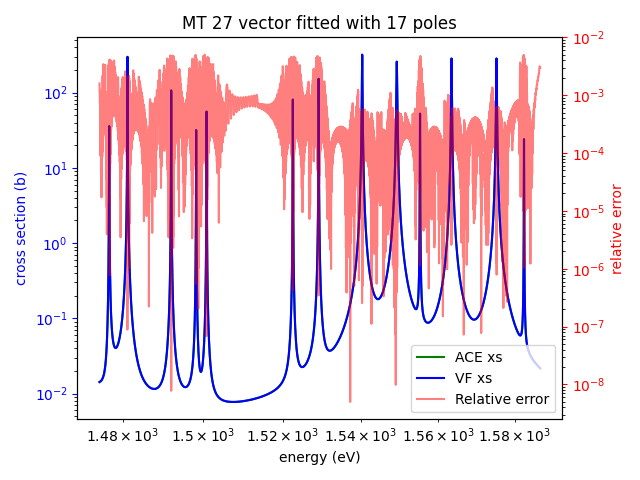 MT 27 vector fitted with 17 poles
cross section (b)
10²
10¹
10⁰
10⁻¹
10⁻²
10⁻²
10⁻³
10⁻⁴
10⁻⁵
10⁻⁶
10⁻⁷
10⁻⁸
relative error
ACE xs
VF xs
Relative error
1.48 × 10³ 1.5 × 10³ 1.52 × 10³ 1.54 × 10³ 1.56 × 10³ 1.58 × 10³
energy (eV)